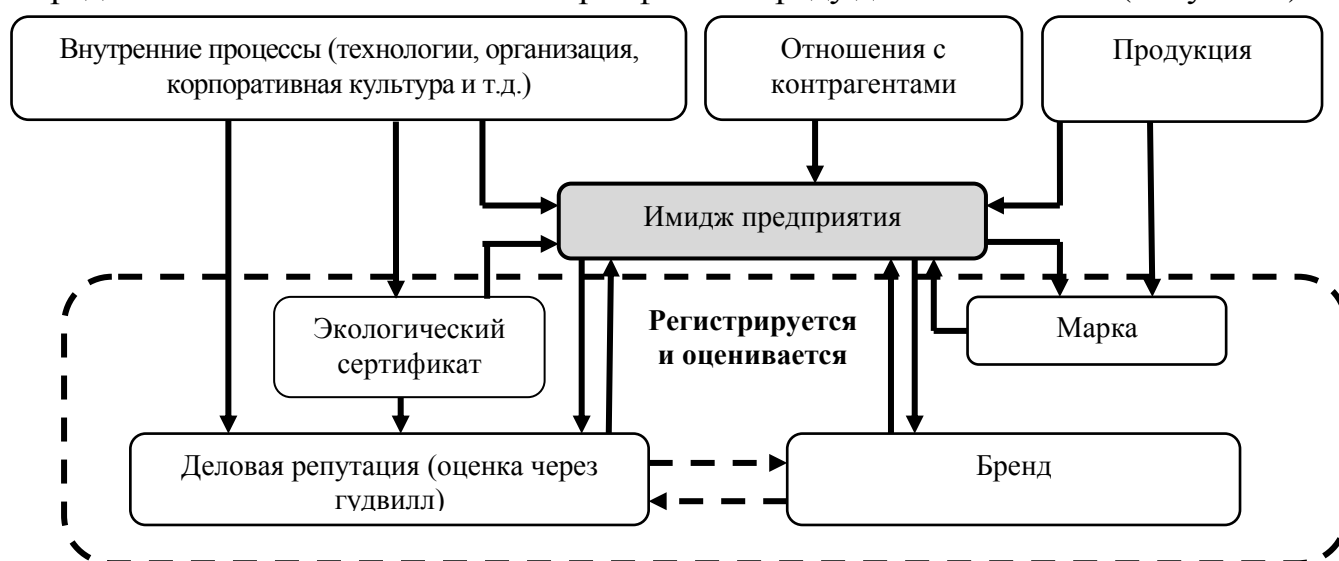 Внутренние процессы (технологии, организация,
корпоративная культура и т.д.)
Отношения с
контрагентами
Продукция
Имидж предприятия
Экологический
сертификат
Регистрируется
и оценивается
Марка
Деловая репутация (оценка через
гудвилл)
Бренд